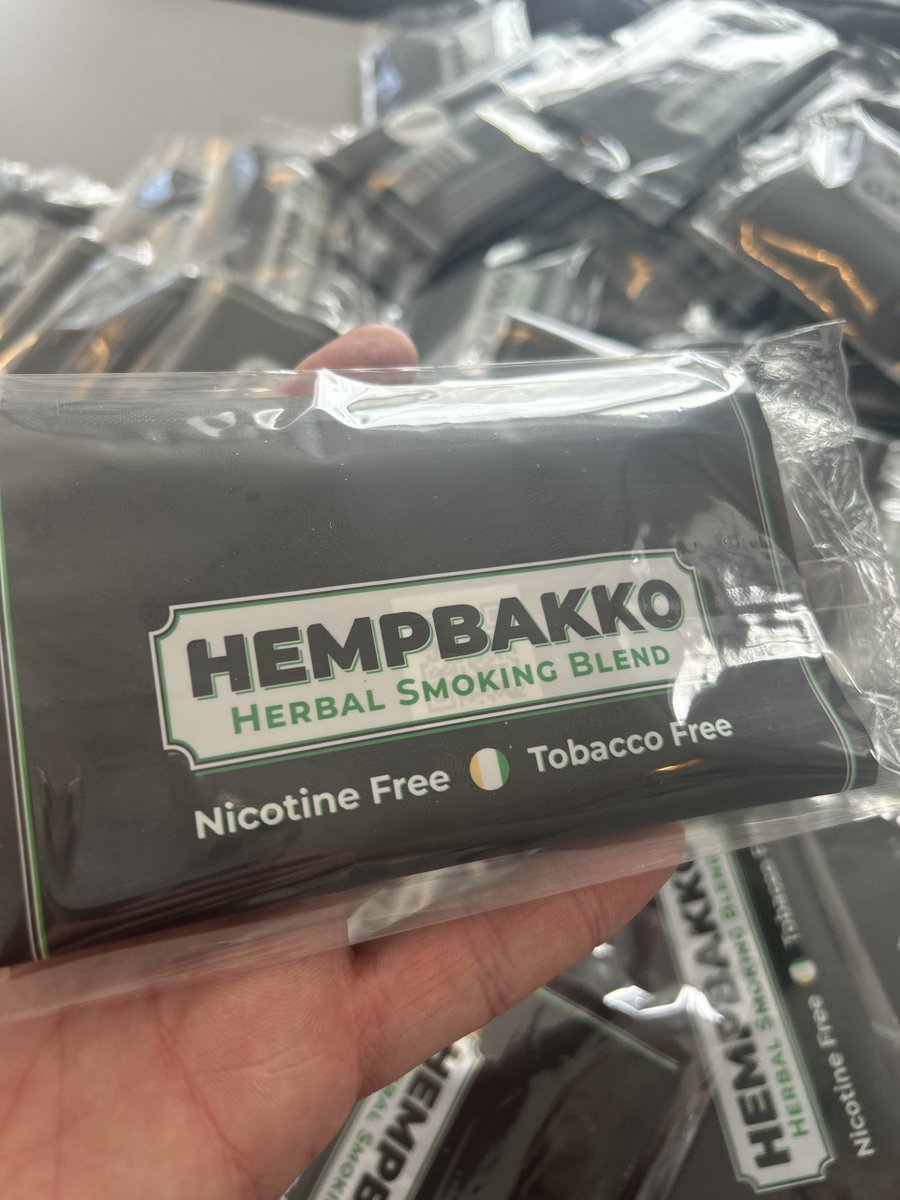 HEMPBAKKO
HERBAL SMOKING BLEND
Nicotine Free Tobacco Free
HEMPBAKKO
HERBAL SMOKING BLEND
Nicotine Free